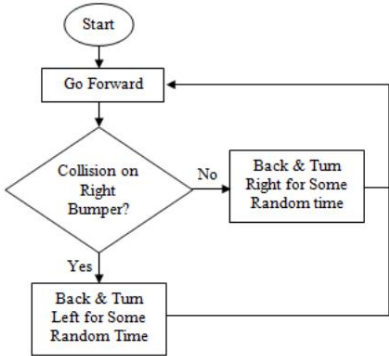 Start
Go Forward
Collision on
Right
Bumper?
No
Back & Turn
Right for Some
Random time
Yes
Back & Turn
Left for Some
Random Time